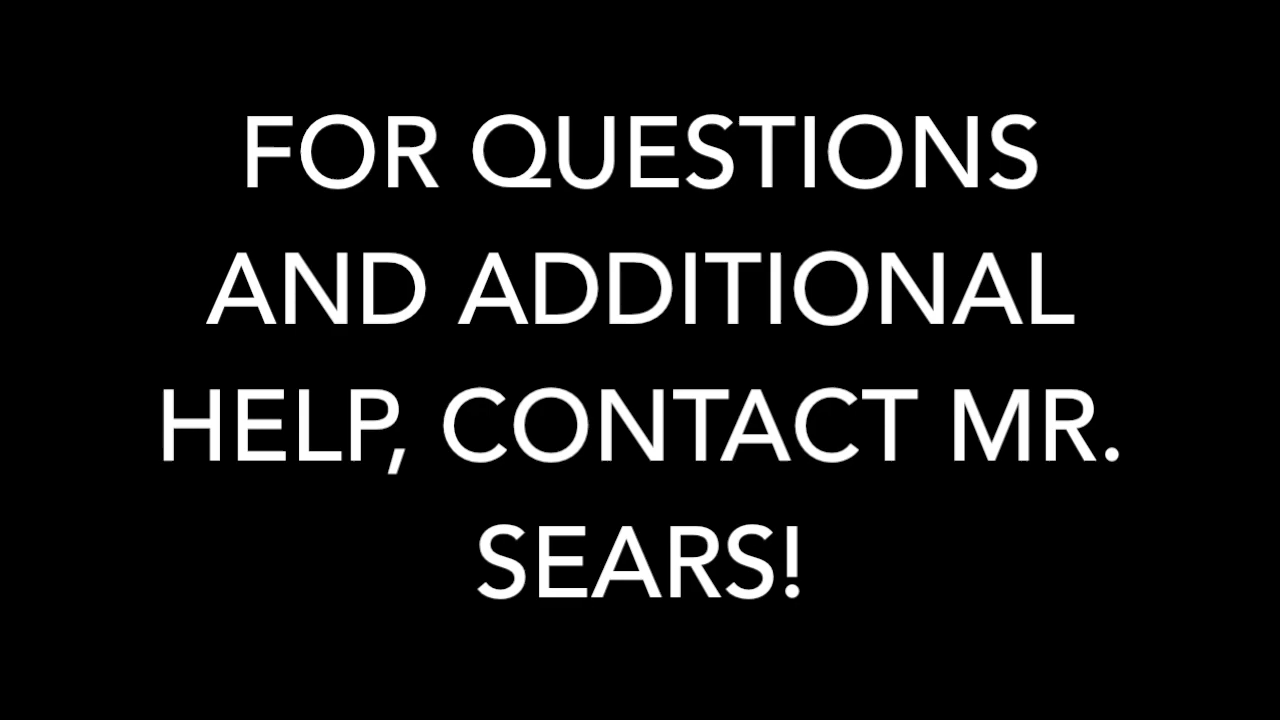 FOR QUESTIONS
AND ADDITIONAL
HELP, CONTACT MR.
SEARS!